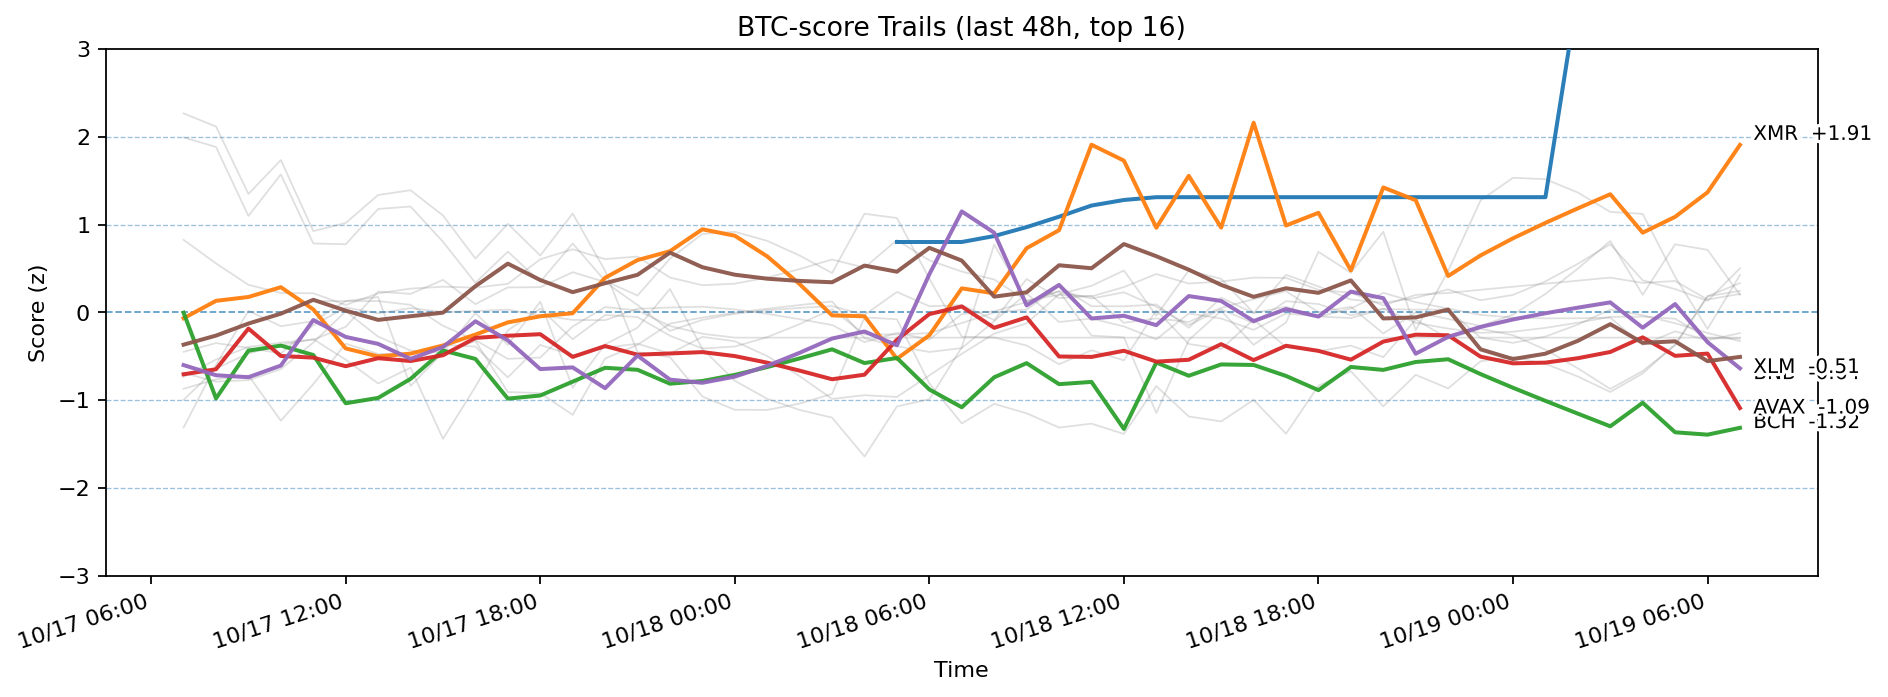 BTC-score Trails (last 48h, top 16)
Score (z)
3
2
1
0
−1
−2
−3
XMR +1.91
XLM -0.51
AVAX -1.09
BCH -1.32
10/17 06:00
10/17 12:00
10/17 18:00
10/18 00:00
10/18 06:00
10/18 12:00
10/18 18:00
10/19 00:00
10/19 06:00
Time